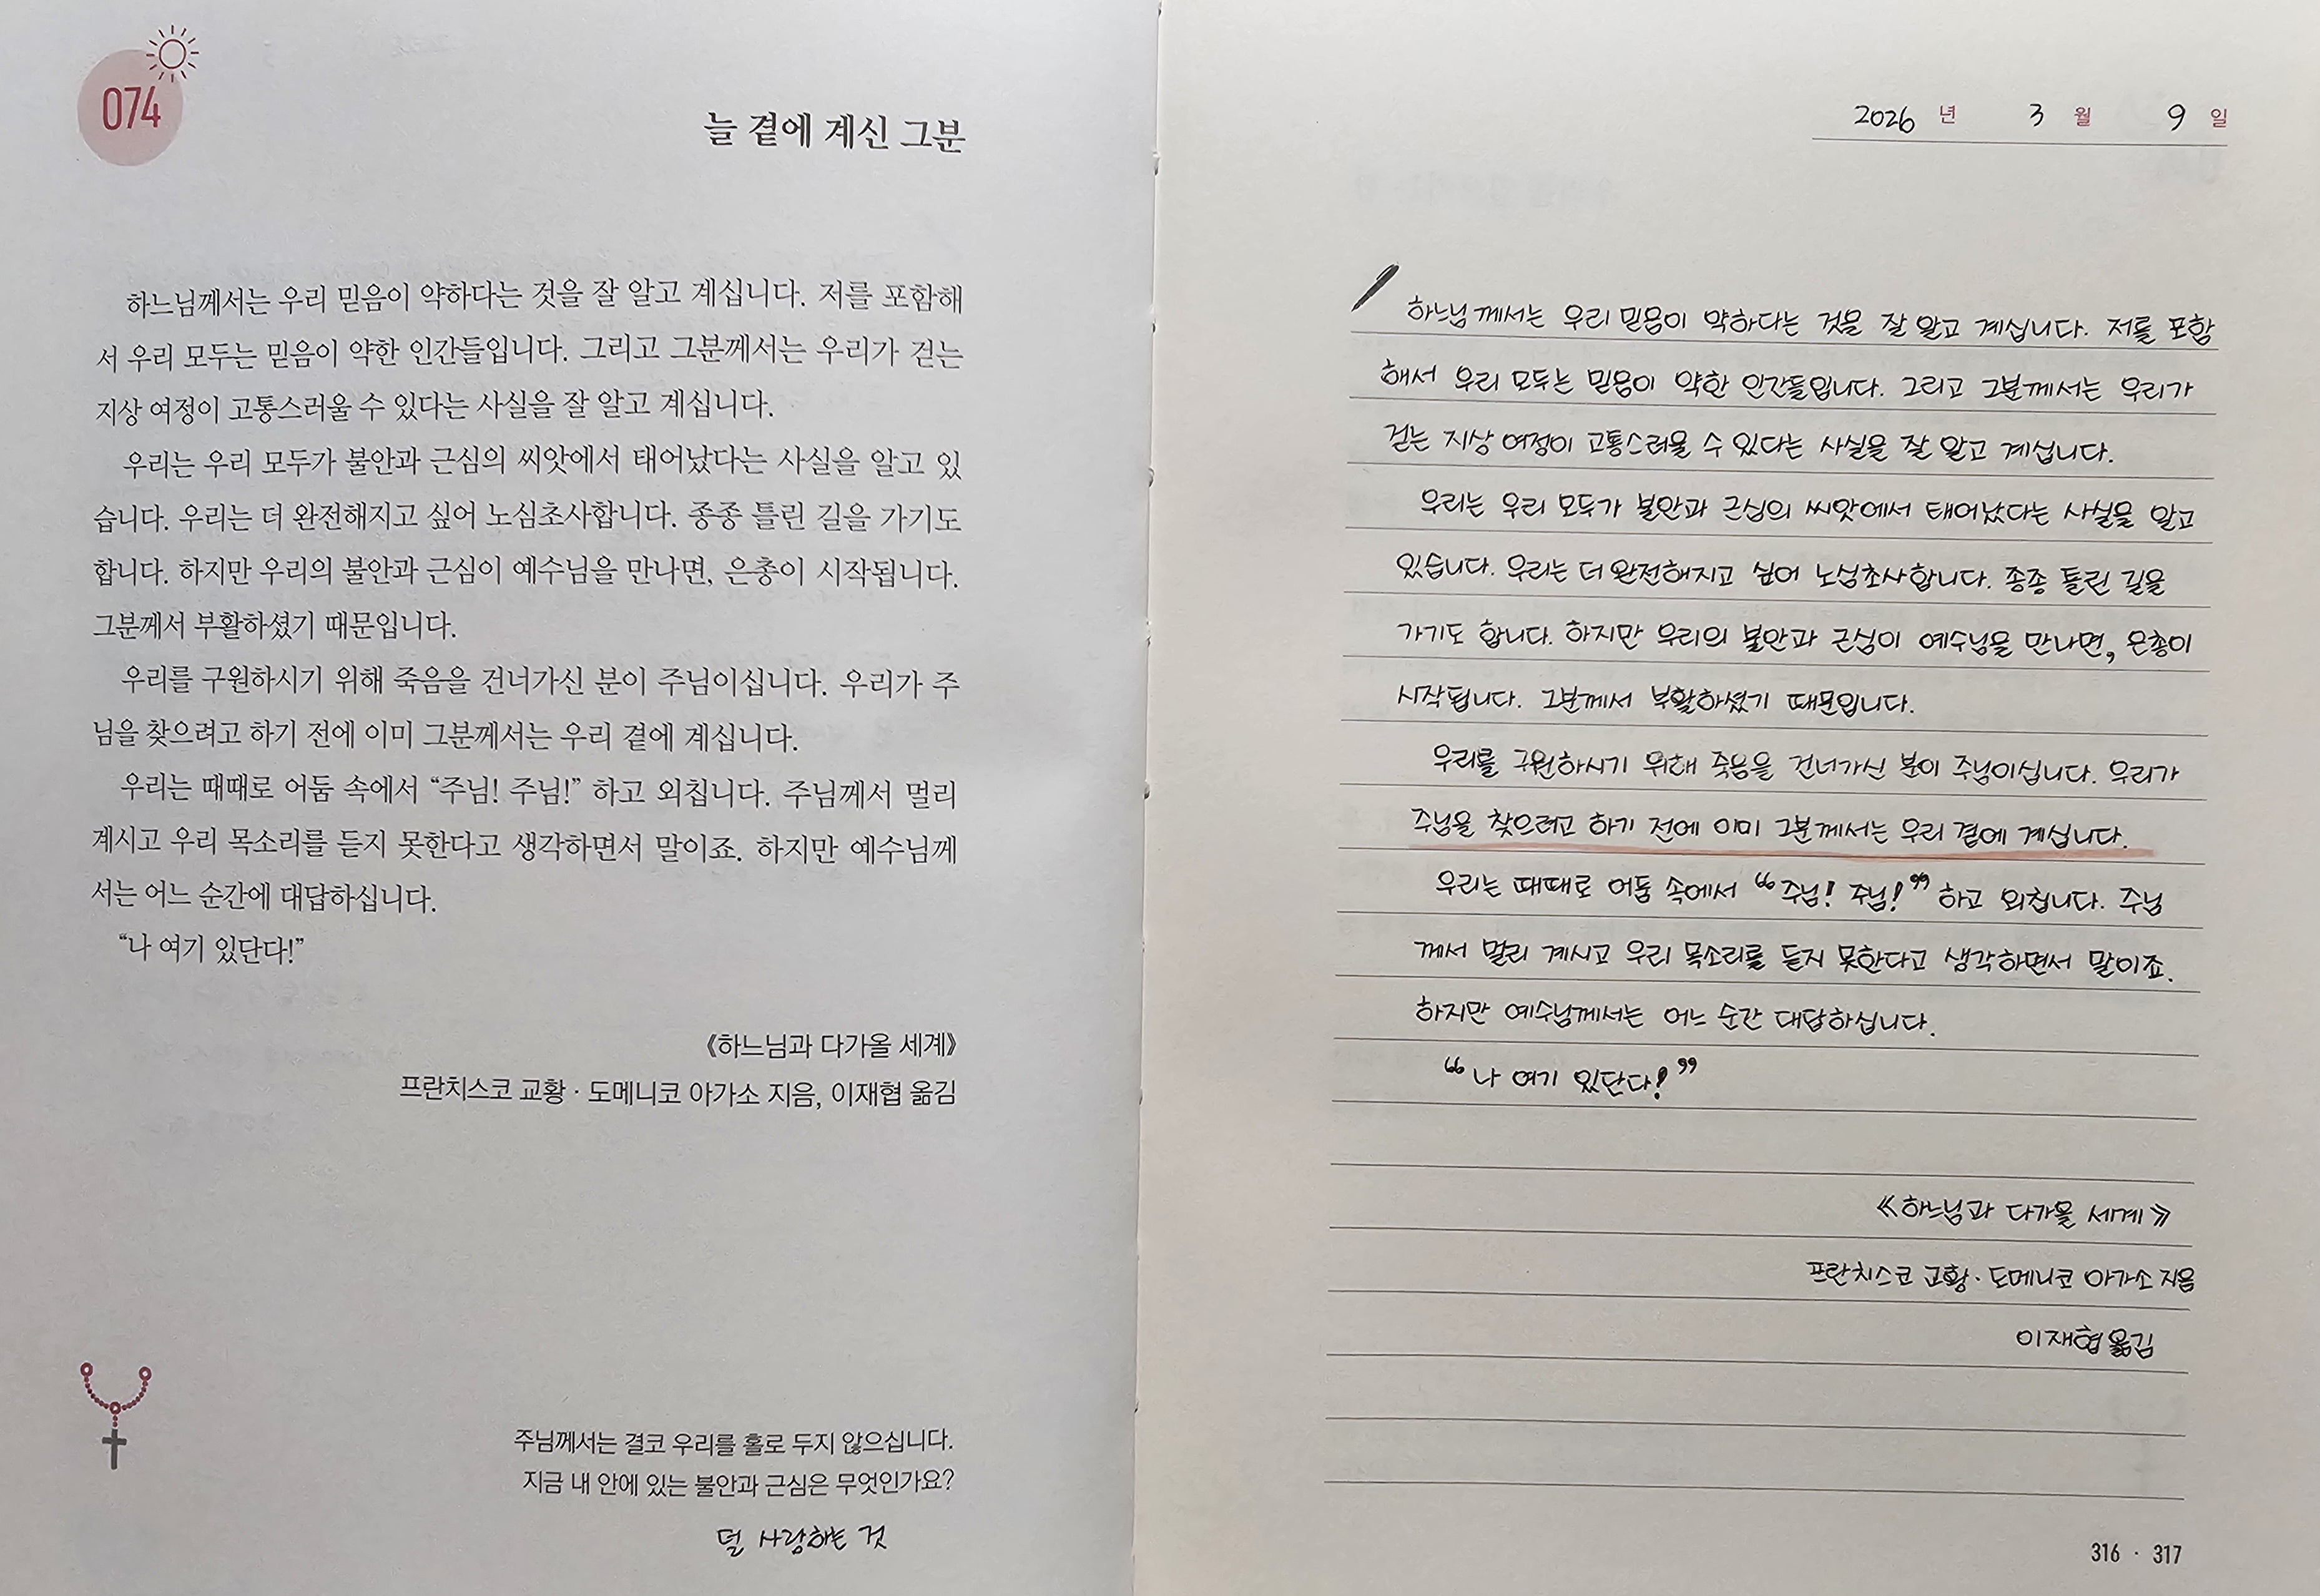 074
늘 곁에 계신 그분
하느님께서는 우리 믿음이 약하다는 것을 잘 알고 계십니다. 저를 포함해
서 우리 모두는 믿음이 약한 인간들입니다. 그리고 그분께서는 우리가 걷는
지상 여정이 고통스러울 수 있다는 사실을 잘 알고 계십니다.
우리는 우리 모두가 불안과 근심의 씨앗에서 태어났다는 사실을 알고 있
습니다. 우리는 더 완전해지고 싶어 노심초사합니다. 종종 틀린 길을 가기도
합니다. 하지만 우리의 불안과 근심이 예수님을 만나면, 은총이 시작됩니다.
그분께서 부활하셨기 때문입니다.
우리를 구원하시기 위해 죽음을 건너가신 분이 주님이십니다. 우리가 주
님을 찾으려고 하기 전에 이미 그분께서는 우리 곁에 계십니다.
우리는 때때로 어둠 속에서 “주님! 주님!” 하고 외칩니다. 주님께서 멀리
계시고 우리 목소리를 듣지 못한다고 생각하면서 말이죠. 하지만 예수님께
서는 어느 순간에 대답하십니다.
“나 여기 있단다!”
《하느님과 다가올 세계》
프란치스코 교황 · 도메니코 아가소 지음, 이재협 옮김
주님께서는 결코 우리를 홀로 두지 않으십니다.
지금 내 안에 있는 불안과 근심은 무엇인가요?
덜 사랑하는 것
2026 년 3 월 9 일
하느님께서는 우리 믿음이 약하다는 것을 잘 알고 계십니다. 저를 포함
해서 우리 모두는 믿음이 약한 인간들입니다. 그리고 그분께서는 우리가
걷는 지상 여정이 고통스러울 수 있다는 사실을 잘 알고 계십니다.
우리는 우리 모두가 불안과 근심의 씨앗에서 태어났다는 사실을 알고
있습니다. 우리는 더 완전해지고 싶어 노심초사합니다. 종종 틀린 길을
가기도 합니다. 하지만 우리의 불안과 근심이 예수님을 만나면, 은총이
시작됩니다. 그분께서 부활하셨기 때문입니다.
우리를 구원하시기 위해 죽음을 건너가신 분이 주님이십니다. 우리가
주님을 찾으려고 하기 전에 이미 그분께서는 우리 곁에 계십니다.
우리는 때때로 어둠 속에서 “주님! 주님!” 하고 외칩니다. 주님
께서 멀리 계시고 우리 목소리를 듣지 못한다고 생각하면서 말이죠.
하지만 예수님께서는 어느 순간 대답하십니다.
“나 여기 있단다!”
《하느님과 다가올 세계》
프란치스코 교황 · 도메니코 아가소 지음
이재협 옮김
316 · 317